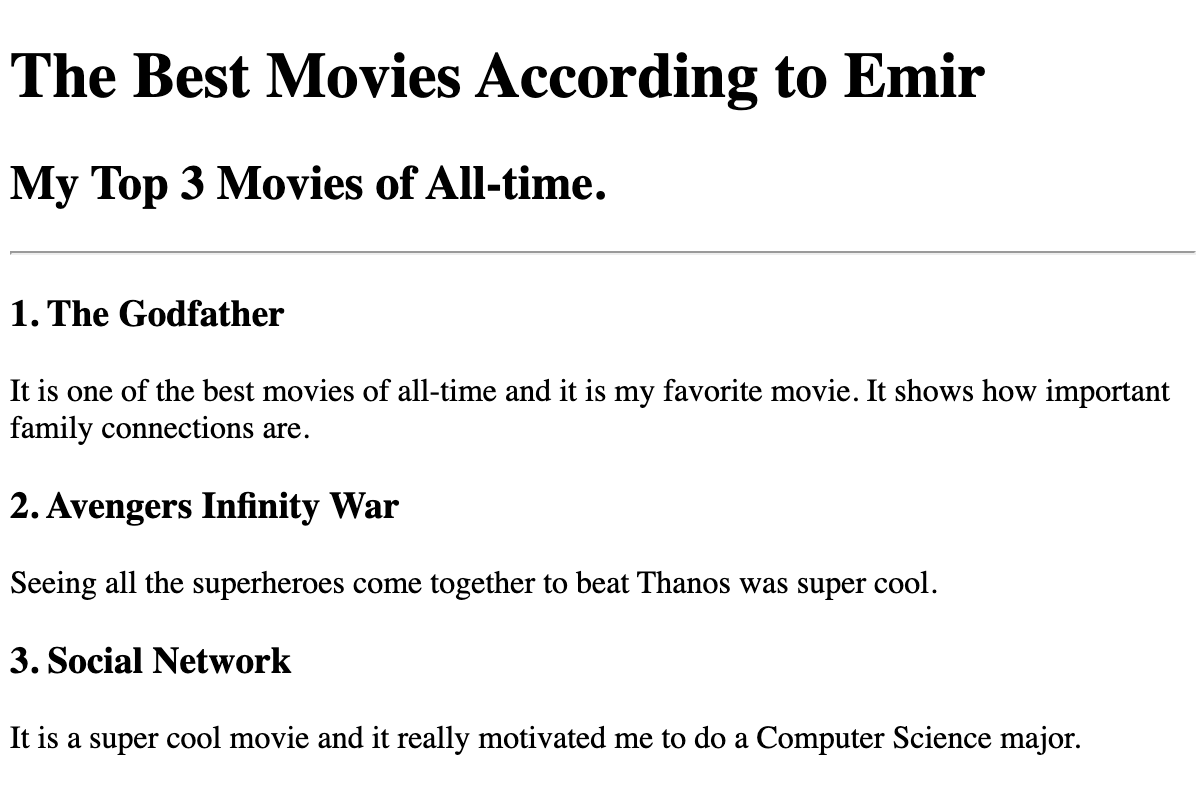 The Best Movies According to Emir
My Top 3 Movies of All-time.
1. The Godfather
It is one of the best movies of all-time and it is my favorite movie. It shows how important
family connections are.
2. Avengers Infinity War
Seeing all the superheroes come together to beat Thanos was super cool.
3. Social Network
It is a super cool movie and it really motivated me to do a Computer Science major.